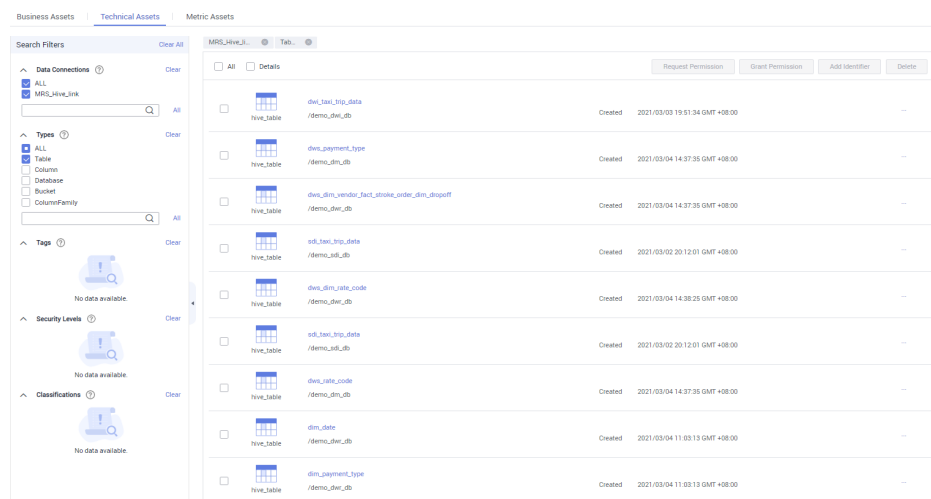 Business Assets Technical Assets Metric Assets
Search Filters Clear All
Data Connections ? Clear
ALL
MRS_Hive_link
All
Types ? Clear
ALL
Table
Column
Database
Bucket
ColumnFamily
All
Tags ? Clear
No data available.
Security Levels ? Clear
No data available.
Classifications ? Clear
No data available.
MRS_Hive_li... Tab...
All Details Request Permission Grant Permission Add Identifier Delete
dwi_taxi_trip_data
hive_table /demo_dwi_db Created 2021/03/03 19:51:34 GMT +08:00 ...
dws_payment_type
hive_table /demo_dm_db Created 2021/03/04 14:37:35 GMT +08:00 ...
dws_dim_vendor_fact_stroke_order_dim_dropoff
hive_table /demo_dwr_db Created 2021/03/04 14:37:35 GMT +08:00 ...
sdi_taxi_trip_data
hive_table /demo_sdi_db Created 2021/03/02 20:12:01 GMT +08:00 ...
dws_dim_rate_code
hive_table /demo_dwr_db Created 2021/03/04 14:38:25 GMT +08:00 ...
sdi_taxi_trip_data
hive_table /demo_sdi_db Created 2021/03/02 20:12:01 GMT +08:00 ...
dws_rate_code
hive_table /demo_dm_db Created 2021/03/04 14:37:35 GMT +08:00 ...
dim_date
hive_table /demo_dwr_db Created 2021/03/04 11:03:13 GMT +08:00 ...
dim_payment_type
hive_table /demo_dwr_db Created 2021/03/04 11:03:13 GMT +08:00 ...